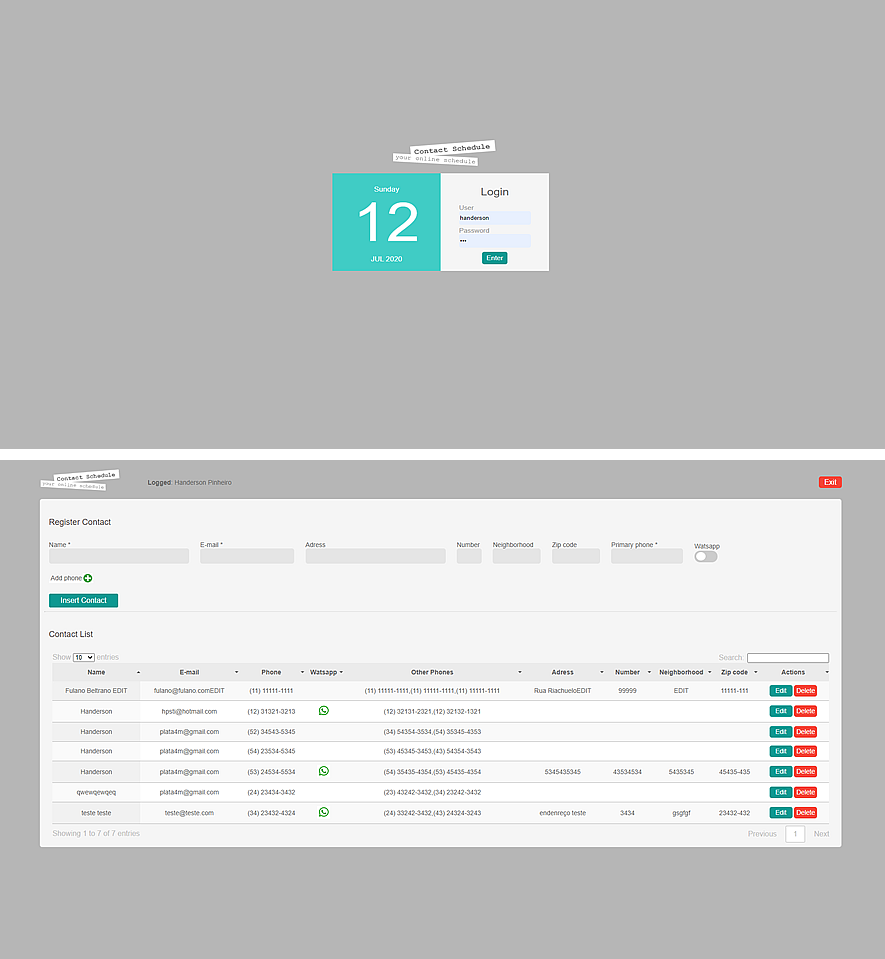 Contact Schedule
your online schedule
Sunday
12
JUL 2020
Login
User
handerson
Password
•••
Enter
Contact Schedule
your online schedule
Logged: Handerson Pinheiro
Exit
Register Contact
Name * E-mail * Adress Number Neighborhood Zip code Primary phone * Watsapp
Add phone
Insert Contact
Contact List
Show 10 entries Search:
Name E-mail Phone Watsapp Other Phones Adress Number Neighborhood Zip code Actions
Fulano Beltrano EDIT fulano@fulano.comEDIT (11) 11111-1111 (11) 11111-1111,(11) 11111-1111,(11) 11111-1111 Rua RiachueloEDIT 99999 EDIT 11111-111 Edit Delete
Handerson hpsti@hotmail.com (12) 31321-3213 (12) 32131-2321,(12) 32132-1321 Edit Delete
Handerson plata4m@gmail.com (52) 34543-5345 (34) 54354-3534,(54) 35345-4353 Edit Delete
Handerson plata4m@gmail.com (54) 23534-5345 (53) 45345-3453,(43) 54354-3543 Edit Delete
Handerson plata4m@gmail.com (53) 24534-5534 (54) 35435-4354,(53) 45435-4354 5345435345 43534534 5435345 45435-435 Edit Delete
qwewqewqeq plata4m@gmail.com (24) 23434-3432 (23) 43242-3432,(34) 23242-3432 Edit Delete
teste teste teste@teste.com (34) 23432-4324 (24) 33242-3432,(43) 24324-3243 endenreço teste 3434 gsgfgf 23432-432 Edit Delete
Showing 1 to 7 of 7 entries Previous 1 Next